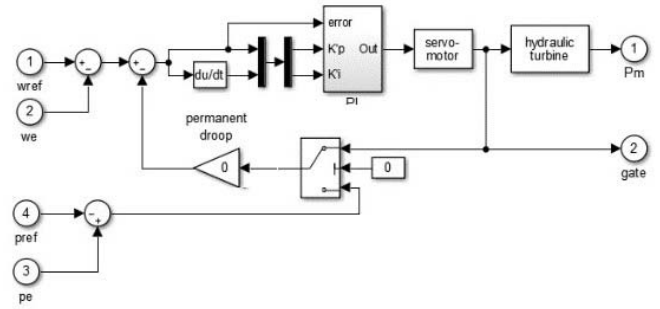 1
wref
2
we
+
-
+
-
du/dt
error
K'p
Out
K'i
PI
servo-
motor
hydraulic
turbine
1
Pm
permanent
droop
0
0
2
gate
4
pref
-
+
3
pe